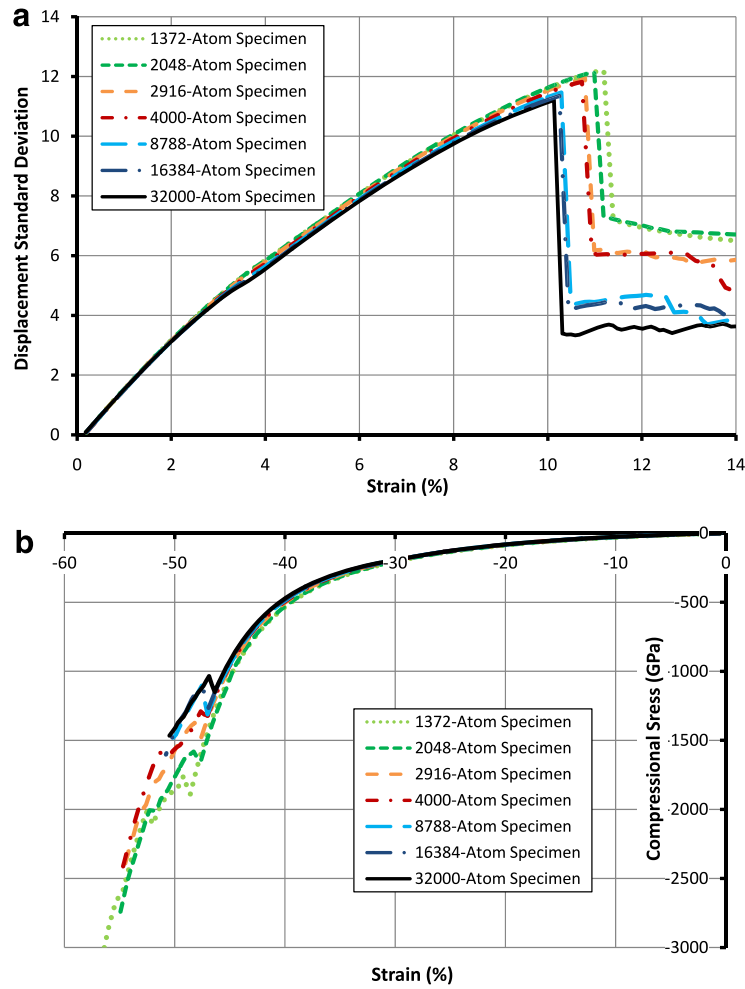 a
14
12
10
8
6
4
2
0
Displacement Standard Deviation
1372-Atom Specimen
2048-Atom Specimen
2916-Atom Specimen
4000-Atom Specimen
8788-Atom Specimen
16384-Atom Specimen
32000-Atom Specimen
0 2 4 6 8 10 12 14
Strain (%)
b
-60 -50 -40 -30 -20 -10 0
0
-500
-1000
-1500
-2000
-2500
-3000
Compressional Sress (GPa)
1372-Atom Specimen
2048-Atom Specimen
2916-Atom Specimen
4000-Atom Specimen
8788-Atom Specimen
16384-Atom Specimen
32000-Atom Specimen
Strain (%)